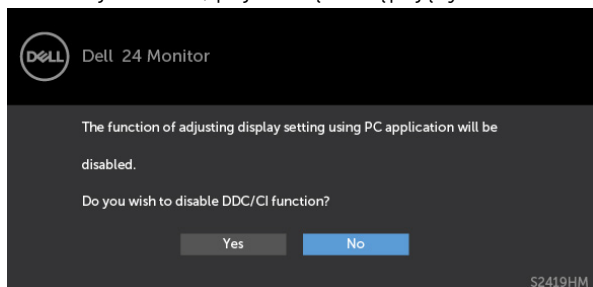 DELL
Dell 24 Monitor
The function of adjusting display setting using PC application will be
disabled.
Do you wish to disable DDC/CI function?
Yes
No
S2419HM